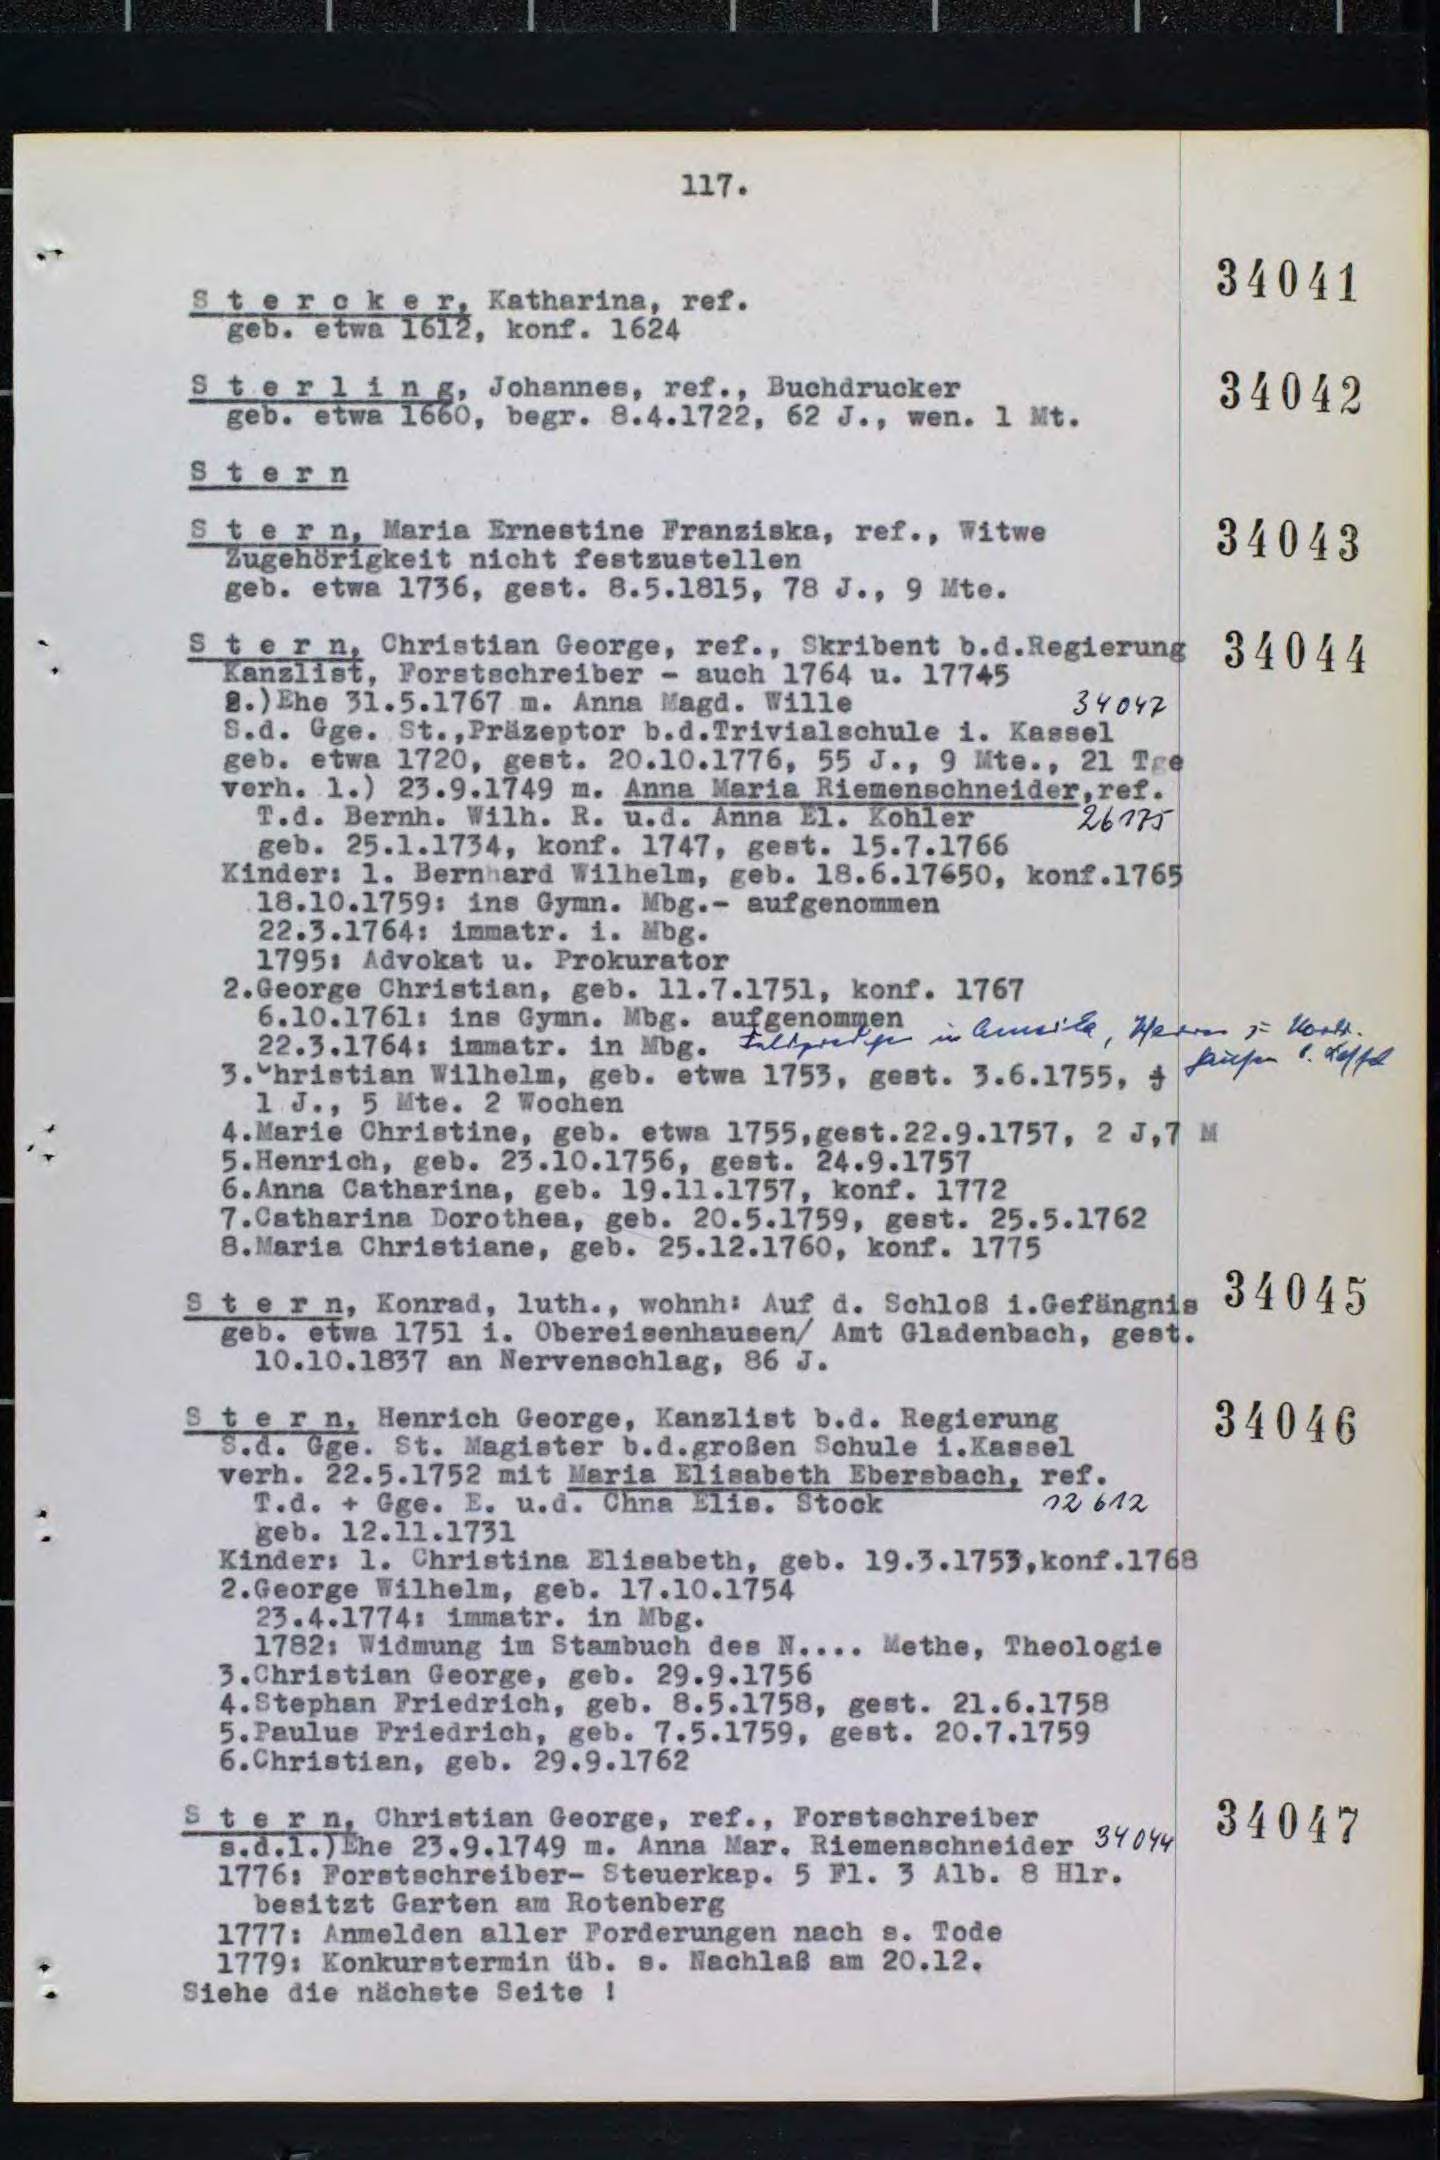 117.
34041
S t e r c k e r, Katharina, ref.
geb. etwa 1612, konf. 1624
S t e r l i n g, Johannes, ref., Buchdrucker 34042
geb. etwa 1660, begr. 8.4.1722, 62 J., wen. 1 Mt.
S t e r n
S t e r n, Maria Ernestine Franziska, ref., Witwe 34043
Zugehörigkeit nicht festzustellen
geb. etwa 1736, gest. 8.5.1815, 78 J., 9 Mte.
S t e r n, Christian George, ref., Skribent b.d.Regierung 34044
Kanzlist, Forstschreiber - auch 1764 u. 17745
2.)Ehe 31.5.1767 m. Anna Magd. Wille 34047
S.d. Gge. St.,Präzeptor b.d.Trivialschule i. Kassel
geb. etwa 1720, gest. 20.10.1776, 55 J., 9 Mte., 21 Tge
verh. 1.) 23.9.1749 m. Anna Maria Riemenschneider,ref.
T.d. Bernh. Wilh. R. u.d. Anna El. Kohler 26175
geb. 25.1.1734, konf. 1747, gest. 15.7.1766
Kinder: 1. Bernhard Wilhelm, geb. 18.6.17650, konf.1765
18.10.1759: ins Gymn. Mbg.- aufgenommen
22.3.1764: immatr. i. Mbg.
1795: Advokat u. Prokurator
2.George Christian, geb. 11.7.1751, konf. 1767
6.10.1761: ins Gymn. Mbg. aufgenommen
22.3.1764: immatr. in Mbg. Feldprediger in
3.Christian Wilhelm, geb. etwa 1753, gest. 3.6.1755,
1 J., 5 Mte. 2 Wochen
4.Marie Christine, geb. etwa 1755,gest.22.9.1757, 2 J,7 M
5.Henrich, geb. 23.10.1756, gest. 24.9.1757
6.Anna Catharina, geb. 19.11.1757, konf. 1772
7.Catharina Dorothea, geb. 20.5.1759, gest. 25.5.1762
8.Maria Christiane, geb. 25.12.1760, konf. 1775
S t e r n, Konrad, luth., wohnh: Auf d. Schloß i.Gefängnis 34045
geb. etwa 1751 i. Obereisenhausen/ Amt Gladenbach, gest.
10.10.1837 an Nervenschlag, 86 J.
S t e r n, Henrich George, Kanzlist b.d. Regierung 34046
S.d. Gge. St. Magister b.d.großen Schule i.Kassel
verh. 22.5.1752 mit Maria Elisabeth Ebersbach, ref.
T.d. + Gge. E. u.d. Chna Elis. Stock 12612
geb. 12.11.1731
Kinder: 1. Christina Elisabeth, geb. 19.3.1753,konf.1768
2.George Wilhelm, geb. 17.10.1754
23.4.1774: immatr. in Mbg.
1782: Widmung im Stambuch des N.... Methe, Theologie
3.Christian George, geb. 29.9.1756
4.Stephan Friedrich, geb. 8.5.1758, gest. 21.6.1758
5.Paulus Friedrich, geb. 7.5.1759, gest. 20.7.1759
6.Christian, geb. 29.9.1762
S t e r n, Christian George, ref., Forstschreiber 34047
s.d.1.)Ehe 23.9.1749 m. Anna Mar. Riemenschneider 34044
1776: Forstschreiber- Steuerkap. 5 Fl. 3 Alb. 8 Hlr.
besitzt Garten am Rotenberg
1777: Anmelden aller Forderungen nach s. Tode
1779: Konkurstermin üb. s. Nachlaß am 20.12.
Siehe die nächste Seite !